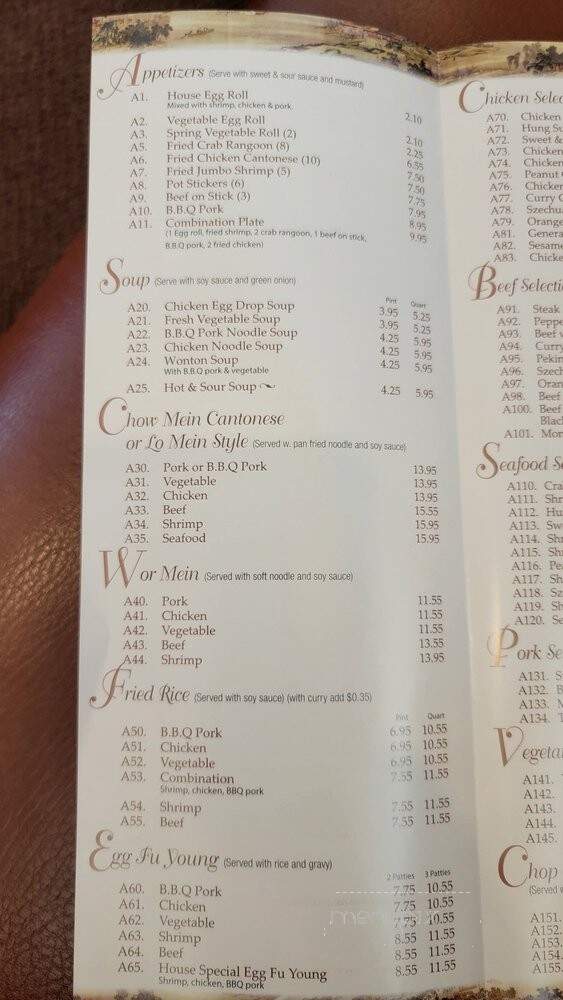 Appetizers (Serve with sweet & sour sauce and mustard)
A1. House Egg Roll 2.10
Mixed with shrimp, chicken & pork
A2. Vegetable Egg Roll 2.10
A3. Spring Vegetable Roll (2) 2.25
A5. Fried Crab Rangoon (8) 6.55
A6. Fried Chicken Cantonese (10) 7.50
A7. Fried Jumbo Shrimp (5) 7.50
A8. Pot Stickers (6) 7.75
A9. Beef on Stick (3) 7.95
A10. B.B.Q Pork 8.95
A11. Combination Plate 9.95
(1 Egg roll, fried shrimp, 2 crab rangoon, 1 beef on stick,
B.B.Q pork, 2 fried chicken)
Soup (Serve with soy sauce and green onion)
Pint Quart
A20. Chicken Egg Drop Soup 3.95 5.25
A21. Fresh Vegetable Soup 3.95 5.25
A22. B.B.Q Pork Noodle Soup 4.25 5.95
A23. Chicken Noodle Soup 4.25 5.95
A24. Wonton Soup 4.25 5.95
With B.B.Q pork & vegetable
A25. Hot & Sour Soup 4.25 5.95
Chow Mein Cantonese
or Lo Mein Style (Served w. pan fried noodle and soy sauce)
A30. Pork or B.B.Q Pork 13.95
A31. Vegetable 13.95
A32. Chicken 13.95
A33. Beef 15.55
A34. Shrimp 15.95
A35. Seafood 15.95
Wor Mein (Served with soft noodle and soy sauce)
A40. Pork 11.55
A41. Chicken 11.55
A42. Vegetable 11.55
A43. Beef 13.55
A44. Shrimp 13.95
Fried Rice (Served with soy sauce) (with curry add $0.35)
Pint Quart
A50. B.B.Q Pork 6.95 10.55
A51. Chicken 6.95 10.55
A52. Vegetable 6.95 10.55
A53. Combination 7.55 11.55
Shrimp, chicken, BBQ pork
A54. Shrimp 7.55 11.55
A55. Beef 7.55 11.55
Egg Fu Young (Served with rice and gravy)
2 Patties 3 Patties
A60. B.B.Q Pork 7.75 10.55
A61. Chicken 7.75 10.55
A62. Vegetable 7.75 10.55
A63. Shrimp 8.55 11.55
A64. Beef 8.55 11.55
A65. House Special Egg Fu Young 8.55 11.55
Shrimp, chicken, BBQ pork
Chicken Selec
A70. Chicken
A71. Hung Su
A72. Sweet &
A73. Chicken
A74. Chicken
A75. Peanut
A76. Chicken
A77. Curry C
A78. Szechu
A79. Orange
A81. Genera
A82. Sesame
A83. Chicke
Beef Selecti
A91. Steak
A92. Peppe
A93. Beef
A94. Curry
A95. Pekin
A96. Szech
A97. Oran
A98. Beef
A100. Beef
Blac
A101. Mon
Seafood Se
A110. Cra
A111. Shr
A112. Hu
A113. Sw
A114. Shr
A115. Shr
A116. Pea
A117. Sh
A118. Sz
A119. Sh
A120. Se
Pork Se
A131. S
A132. B
A133. M
A134.
Vegetar
A141.
A142.
A143.
A144.
A145.
Chop
(Served w
A151.
A152.
A153.
A154.
A155.